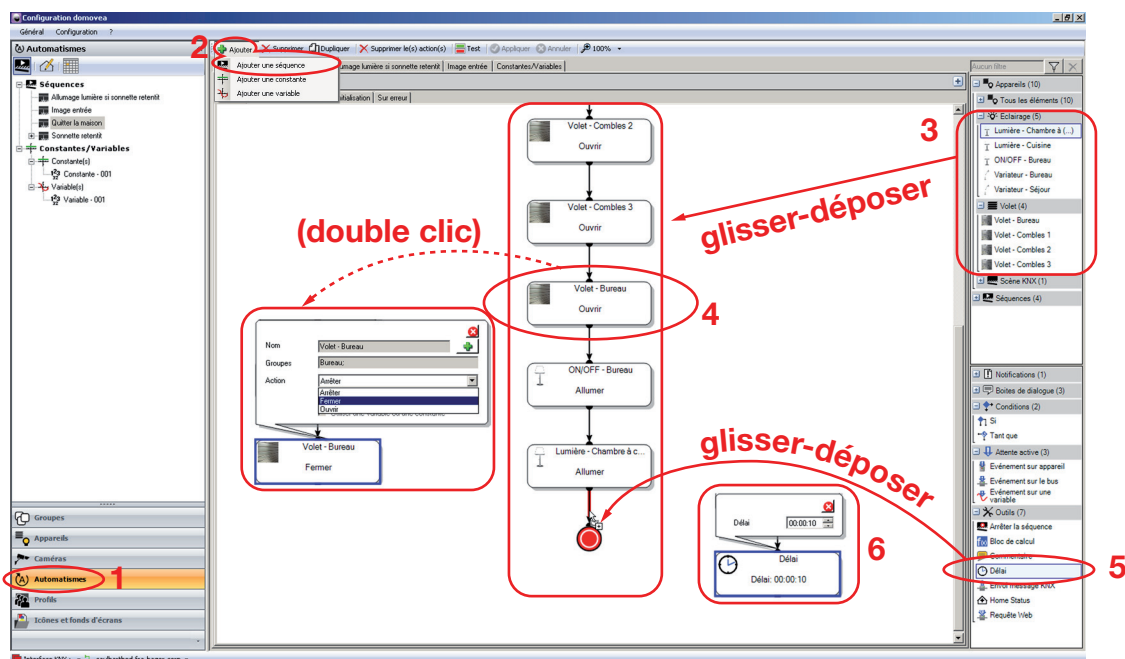 Configuration domovea
Général Configuration ?
Automatismes
2
Ajouter Supprimer Dupliquer Supprimer le(s) action(s) Test Appliquer Annuler 100%
Ajouter une séquence
Ajouter une constante
Ajouter une variable
lumage lumière si sonnette retentit Image entrée Constantes/Variables
itialisation Sur erreur
Séquences
Allumage lumière si sonnette retentit
Image entrée
Quitter la maison
Sonnette retentit
Constantes/Variables
Constante(s)
Constante - 001
Variable(s)
Variable - 001
Groupes
Appareils
Caméras
Automatismes
1
Profils
Icônes et fonds d'écrans
Volet - Combles 2
Ouvrir
Volet - Combles 3
Ouvrir
Volet - Bureau
Ouvrir
4
ON/OFF - Bureau
Allumer
Lumière - Chambre à c...
Allumer
(double clic)
Nom Volet - Bureau
Groupes Bureau;
Action Arrêter
Arrêter
Fermer
Ouvrir
Volet - Bureau
Fermer
glisser-déposer
glisser-déposer
Délai 00:00:10
Délai
Délai: 00:00:10
6
Aucun filtre
3
Appareils (10)
Tous les éléments (10)
Eclairage (5)
Lumière - Chambre à (...)
Lumière - Cuisine
ON/OFF - Bureau
Variateur - Bureau
Variateur - Séjour
Volet (4)
Volet - Bureau
Volet - Combles 1
Volet - Combles 2
Volet - Combles 3
Scène KNX (1)
Séquences (4)
Notifications (1)
Boites de dialogue (3)
Conditions (2)
Si
Tant que
Attente active (3)
Evénement sur appareil
Evénement sur le bus
Evénement sur une
variable
Outils (7)
Arrêter la séquence
Bloc de calcul
Commentaire
Délai
5
Envoi message KNX
Home Status
Requête Web